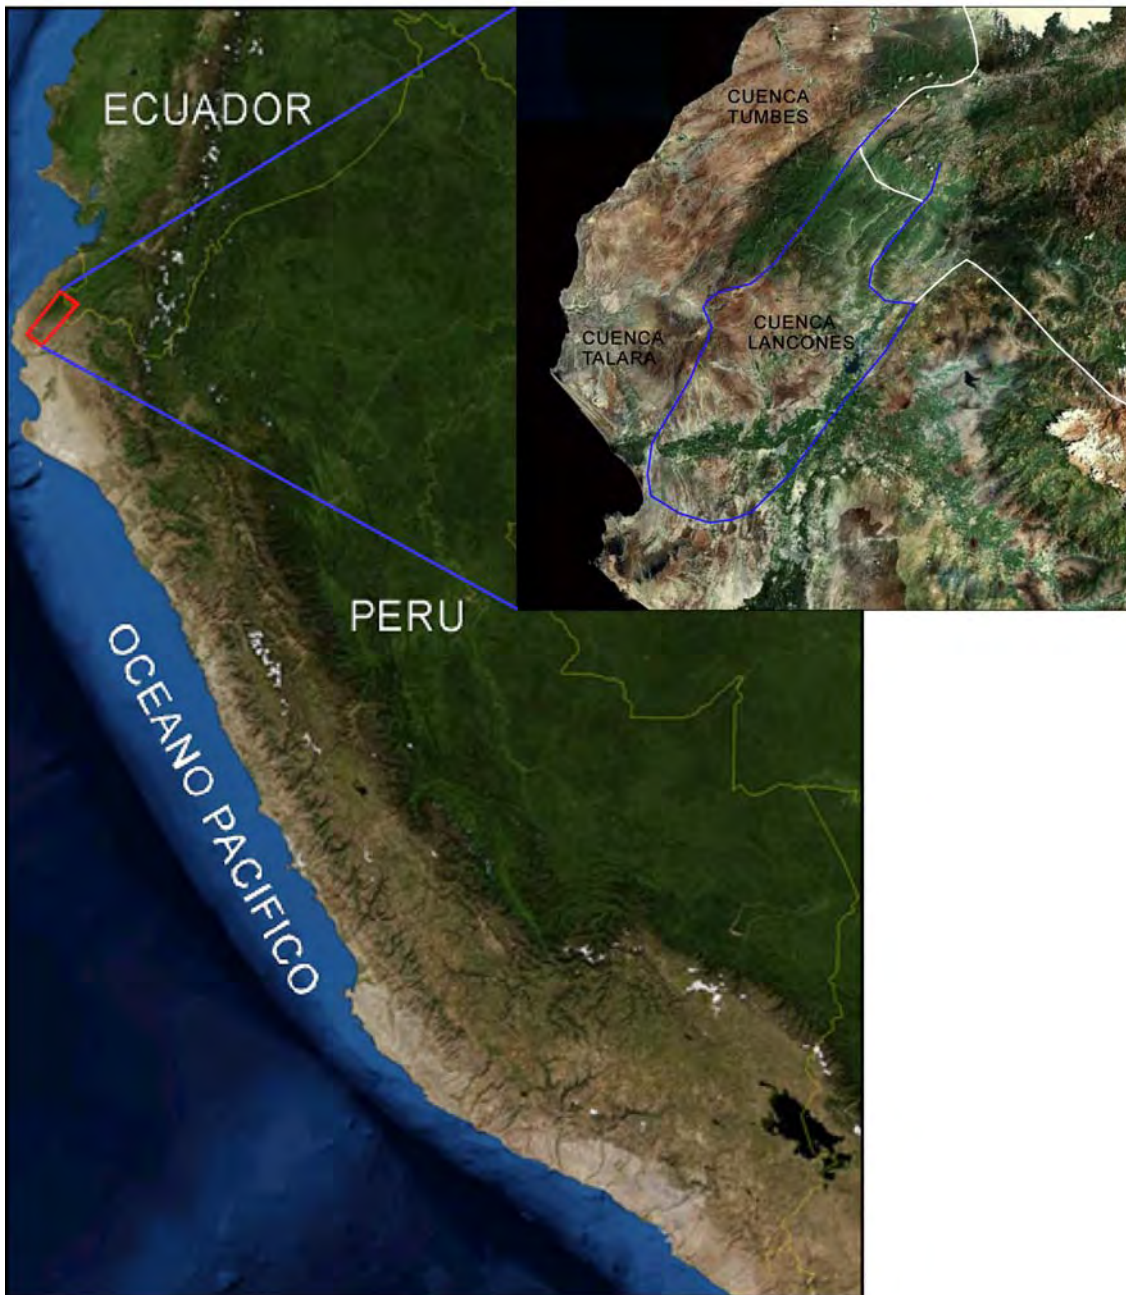 ECUADOR
CUENCA
TUMBES
CUENCA
TALARA
CUENCA
LANCONES
PERU
OCEANO PACIFICO